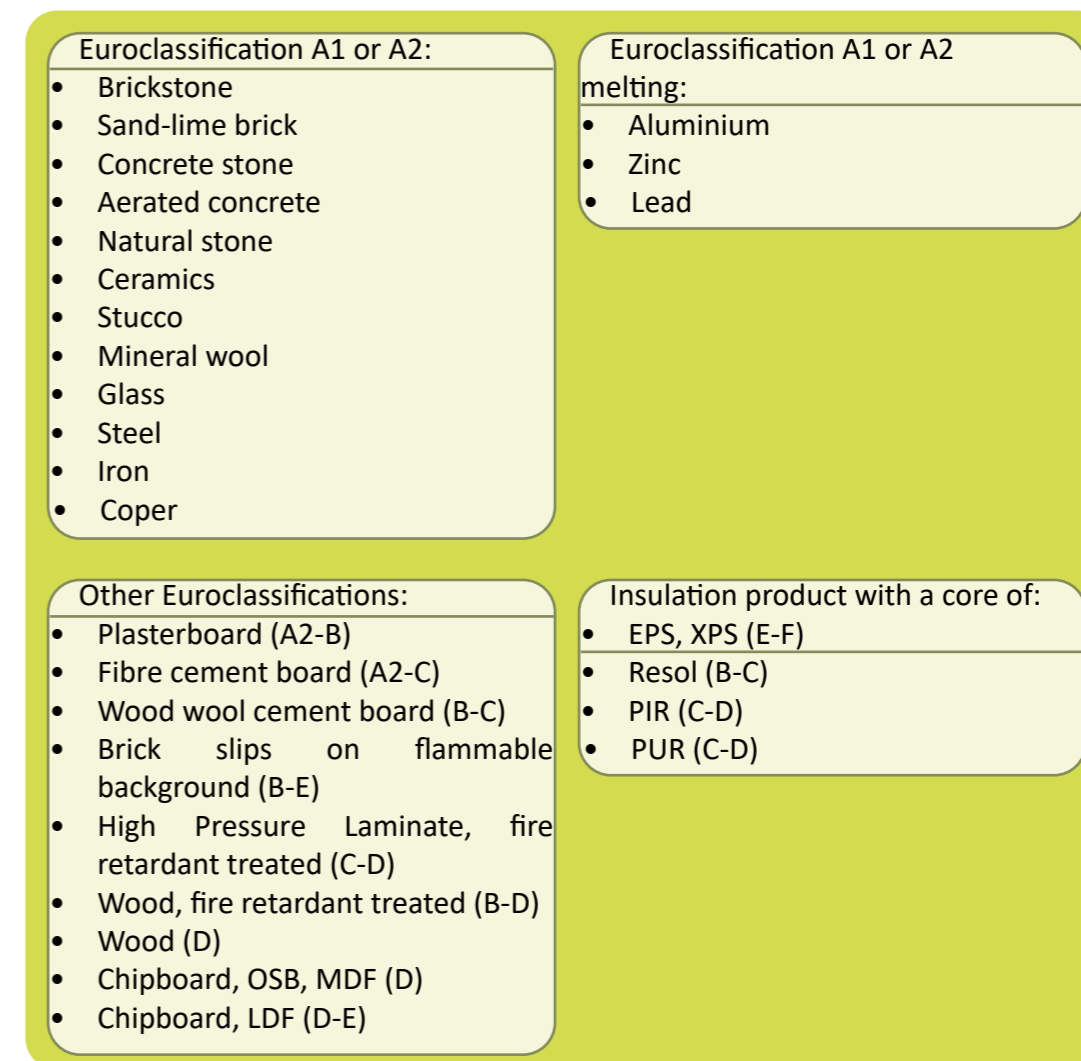 Euroclassification A1 or A2:
• Brickstone
• Sand-lime brick
• Concrete stone
• Aerated concrete
• Natural stone
• Ceramics
• Stucco
• Mineral wool
• Glass
• Steel
• Iron
• Coper
Euroclassification A1 or A2
melting:
• Aluminium
• Zinc
• Lead
Other Euroclassifications:
• Plasterboard (A2-B)
• Fibre cement board (A2-C)
• Wood wool cement board (B-C)
• Brick slips on flammable
background (B-E)
• High Pressure Laminate, fire
retardant treated (C-D)
• Wood, fire retardant treated (B-D)
• Wood (D)
• Chipboard, OSB, MDF (D)
• Chipboard, LDF (D-E)
Insulation product with a core of:
• EPS, XPS (E-F)
• Resol (B-C)
• PIR (C-D)
• PUR (C-D)